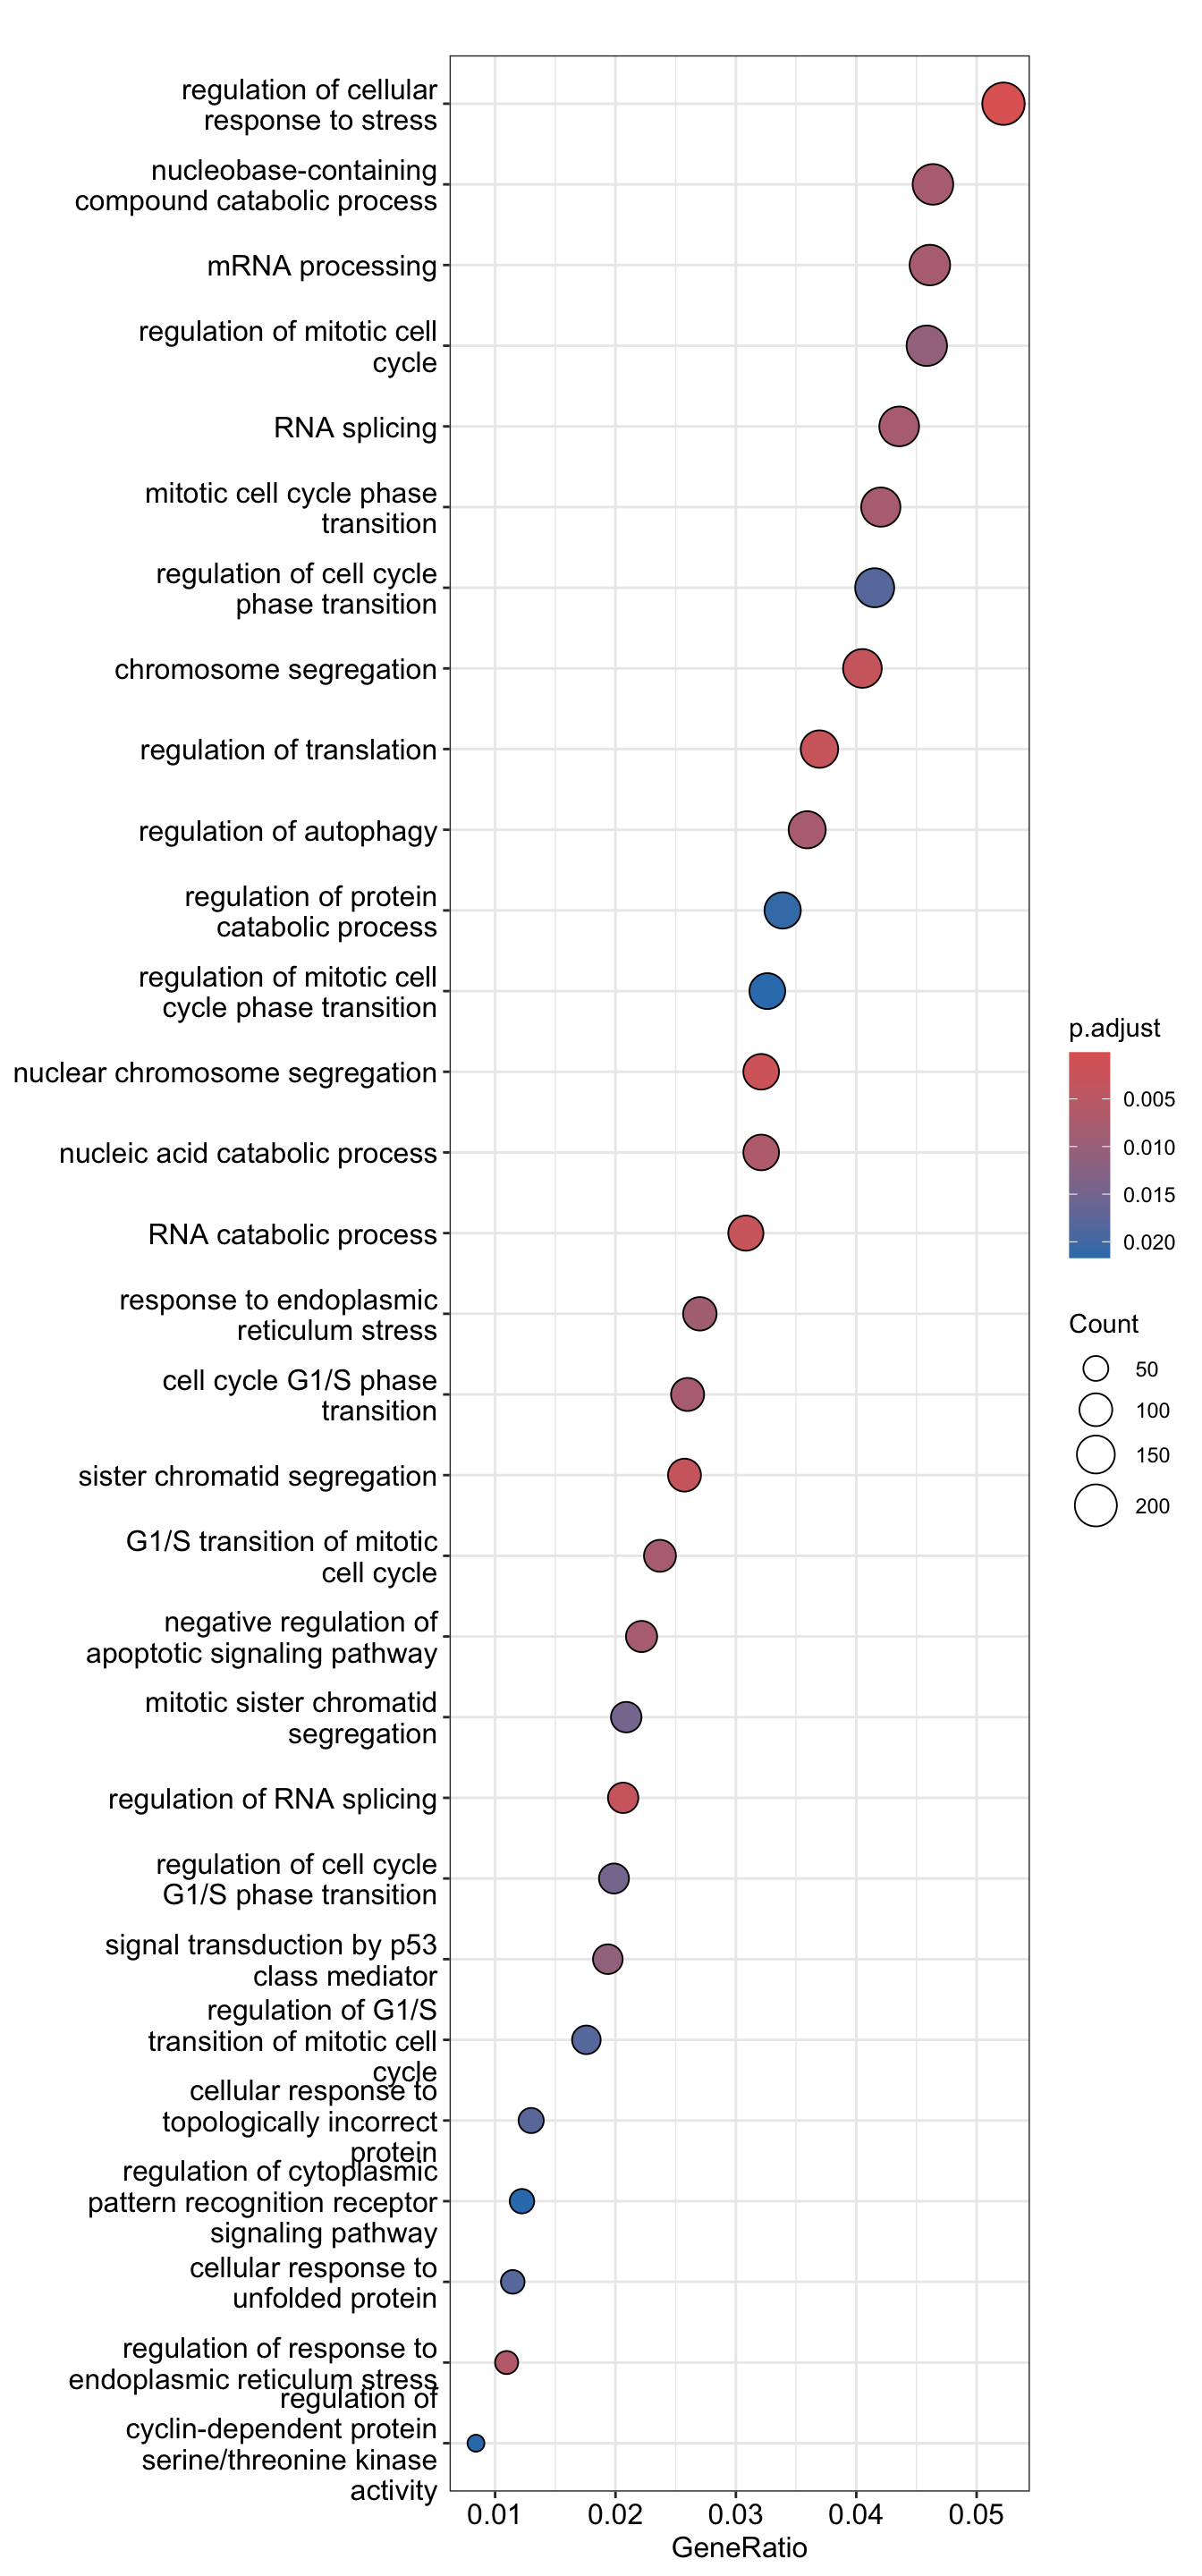 regulation of cellular
response to stress
nucleobase-containing
compound catabolic process
mRNA processing
regulation of mitotic cell
cycle
RNA splicing
mitotic cell cycle phase
transition
regulation of cell cycle
phase transition
chromosome segregation
regulation of translation
regulation of autophagy
regulation of protein
catabolic process
regulation of mitotic cell
cycle phase transition
nuclear chromosome segregation
nucleic acid catabolic process
RNA catabolic process
response to endoplasmic
reticulum stress
cell cycle G1/S phase
transition
sister chromatid segregation
G1/S transition of mitotic
cell cycle
negative regulation of
apoptotic signaling pathway
mitotic sister chromatid
segregation
regulation of RNA splicing
regulation of cell cycle
G1/S phase transition
signal transduction by p53
class mediator
regulation of G1/S
transition of mitotic cell
cycle
cellular response to
topologically incorrect
protein
regulation of cytoplasmic
pattern recognition receptor
signaling pathway
cellular response to
unfolded protein
regulation of response to
endoplasmic reticulum stress
regulation of
cyclin-dependent protein
serine/threonine kinase
activity
0.01
0.02
0.03
0.04
0.05
GeneRatio
p.adjust
0.005
0.010
0.015
0.020
Count
50
100
150
200